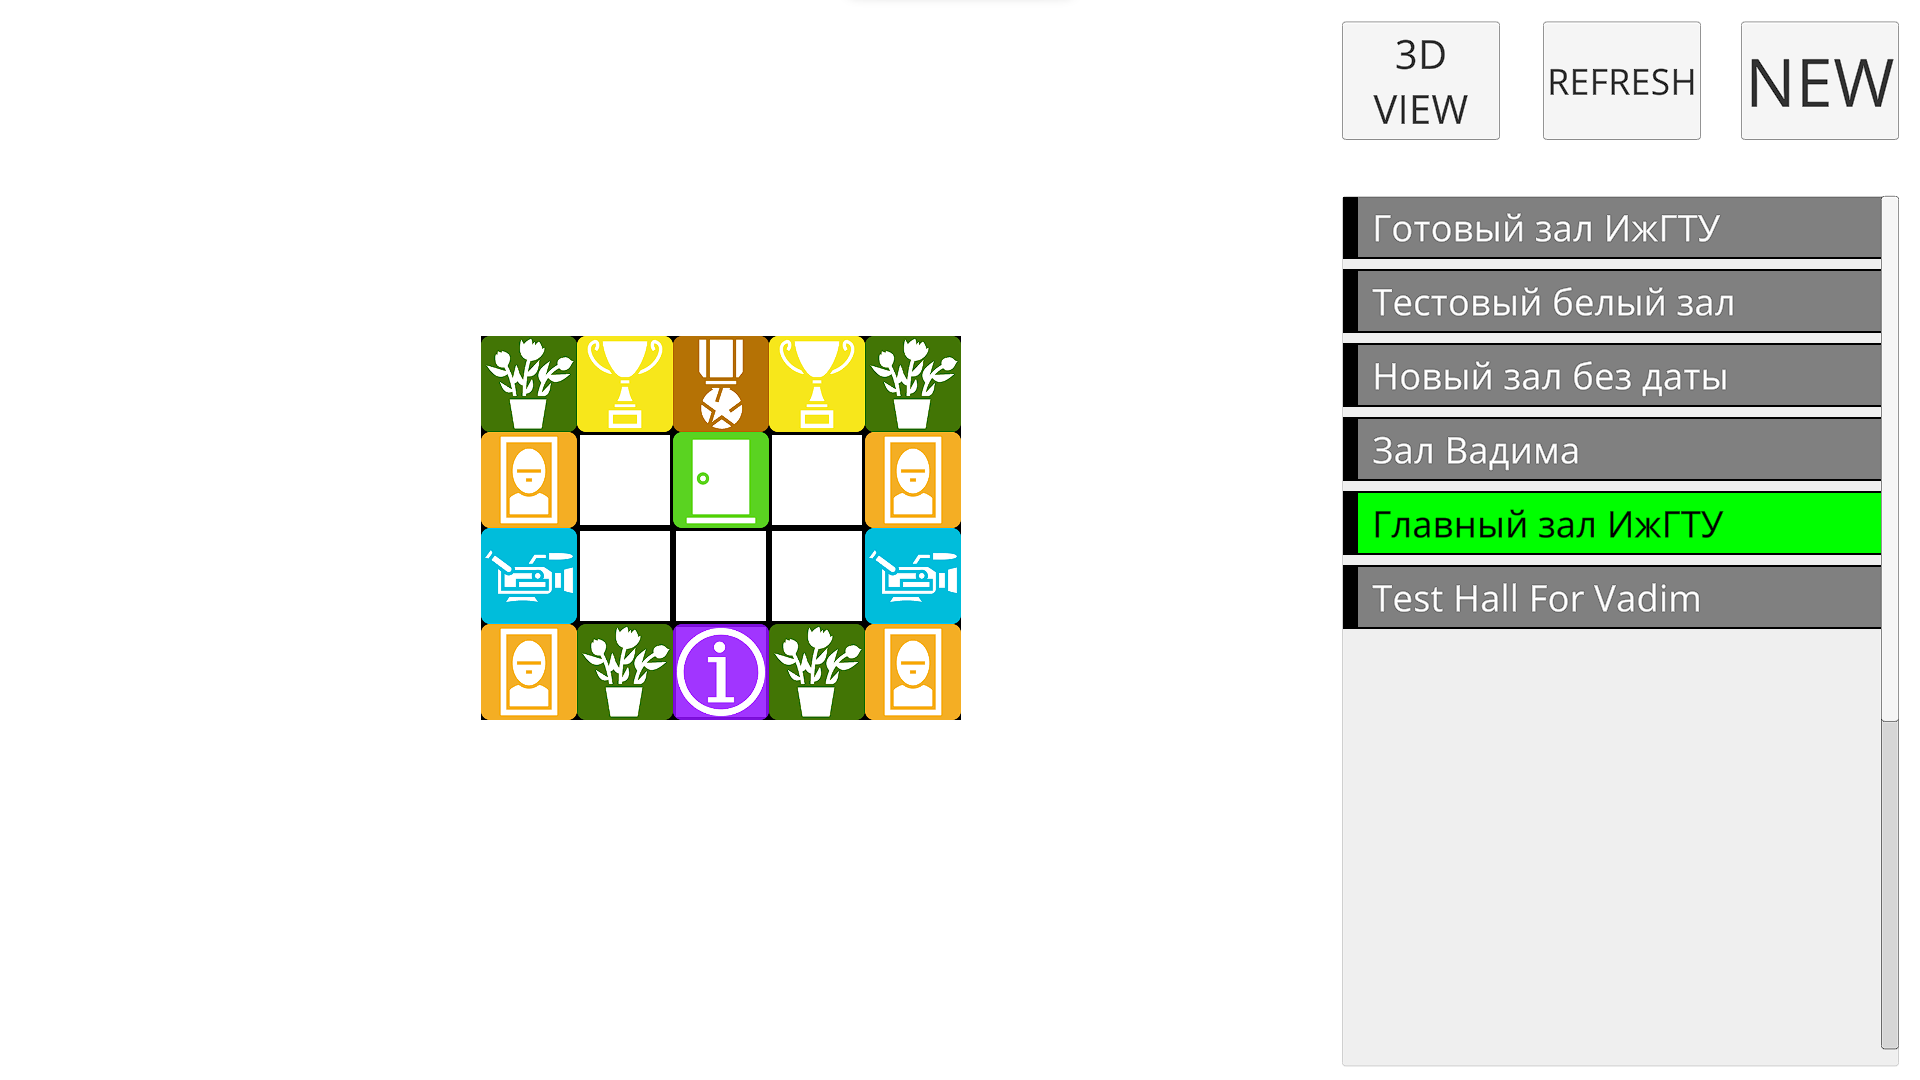 3D
VIEW
REFRESH
NEW
Готовый зал ИжГТУ
Тестовый белый зал
Новый зал без даты
Зал Вадима
Главный зал ИжГТУ
Test Hall For Vadim
i